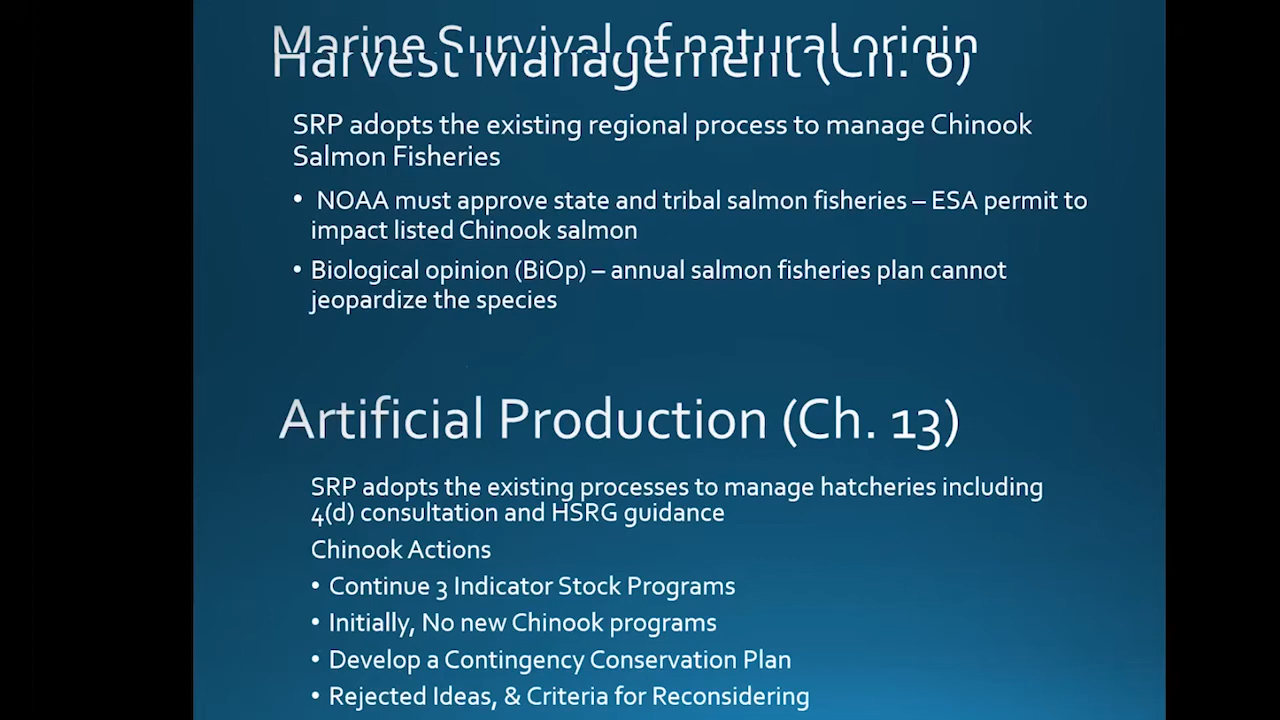 Marine Survival of natural origin
Harvest Management (Ch. 6)
SRP adopts the existing regional process to manage Chinook
Salmon Fisheries
• NOAA must approve state and tribal salmon fisheries – ESA permit to
impact listed Chinook salmon
• Biological opinion (BiOp) – annual salmon fisheries plan cannot
jeopardize the species
Artificial Production (Ch. 13)
SRP adopts the existing processes to manage hatcheries including
4(d) consultation and HSRG guidance
Chinook Actions
• Continue 3 Indicator Stock Programs
• Initially, No new Chinook programs
• Develop a Contingency Conservation Plan
• Rejected Ideas, & Criteria for Reconsidering